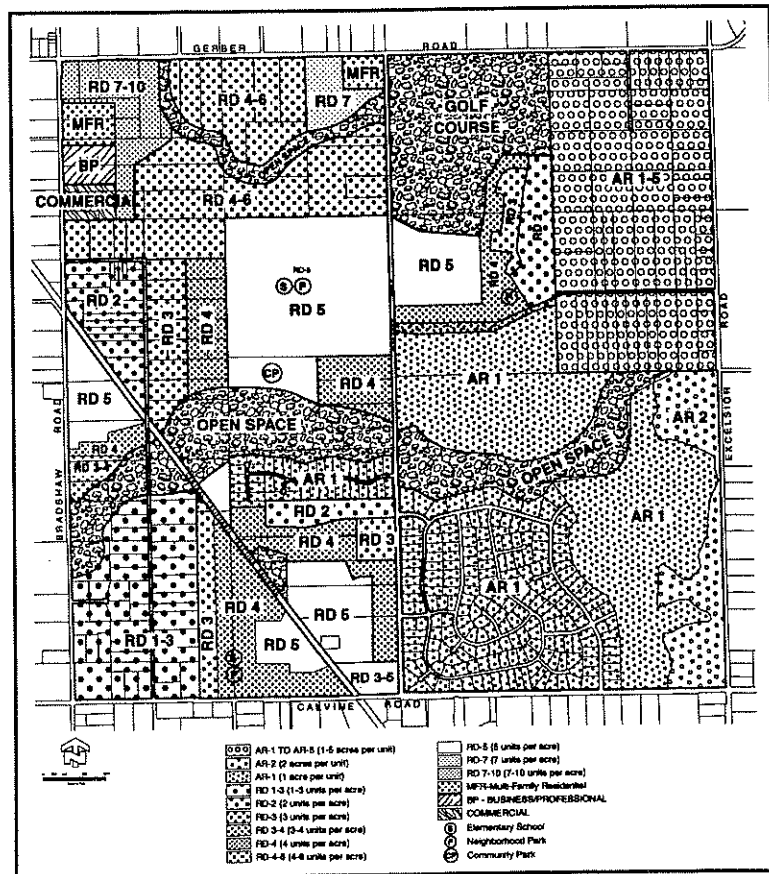 GERBER ROAD
RD 7-10
RD 4-6
RD 7
MFR
GOLF
COURSE
MFR
BP
OPEN SPACE
AR 1-5
COMMERCIAL
RD 4-6
RD 3
RD 2
RD-5
S P
RD 5
RD 5
RD 2
RD 3
RD 4
ROAD
CP
RD 4
AR 1
RD 5
OPEN SPACE
AR 2
EXCELSIOR
RD 4
RD 3-4
OPEN SPACE
BRADSHAW
ROAD
AR 1
AR 1
RD 2
RD 4
RD 3
AR 1
RD 4
RD 5
RD 1-3
RD 3
RD 5
RD 3-5
CALVINE ROAD
AR-1 TO AR-5 (1-5 acres per unit)
AR-2 (2 acres per unit)
AR-1 (1 acre per unit)
RD 1-3 (1-3 units per acre)
RD-2 (2 units per acre)
RD-3 (3 units per acre)
RD 3-4 (3-4 units per acre)
RD-4 (4 units per acre)
RD-4-6 (4-6 units per acre)
RD-5 (5 units per acre)
RD-7 (7 units per acre)
RD 7-10 (7-10 units per acre)
MFR-Multi-Family Residential
BP - BUSINESS/PROFESSIONAL
COMMERCIAL
Elementary School
Neighborhood Park
CP Community Park